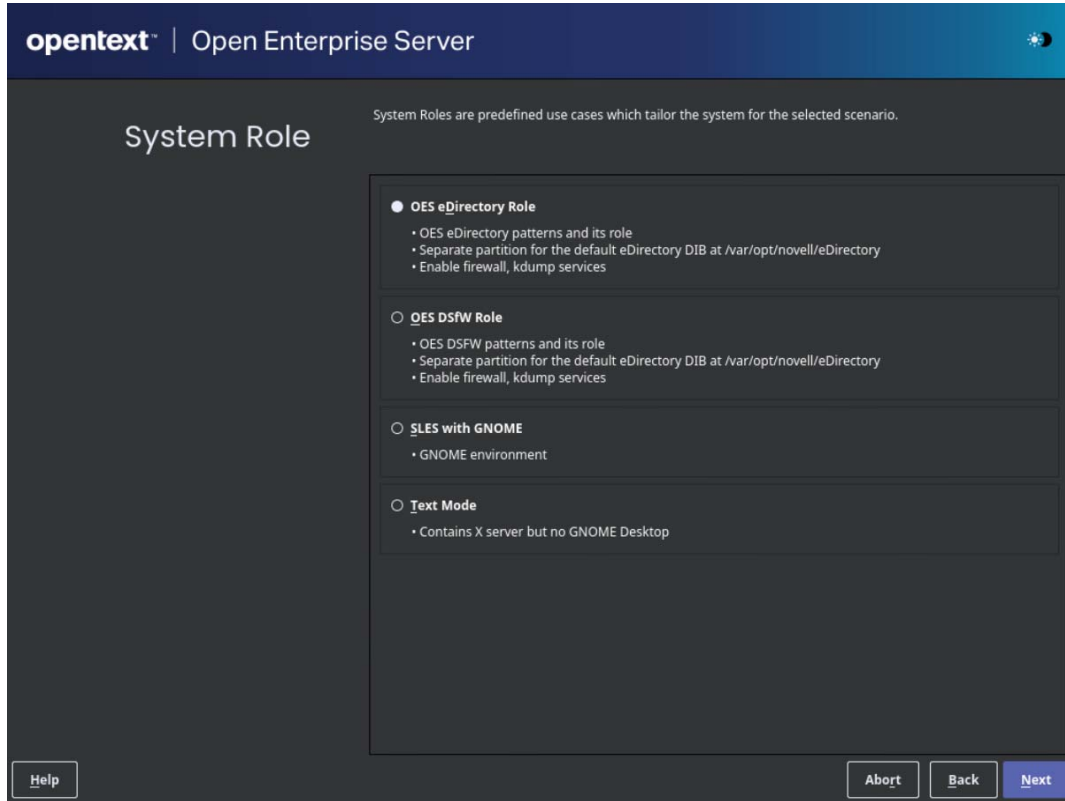 opentext™ | Open Enterprise Server
System Role
System Roles are predefined use cases which tailor the system for the selected scenario.
OES eDirectory Role
• OES eDirectory patterns and its role
• Separate partition for the default eDirectory DIB at /var/opt/novell/eDirectory
• Enable firewall, kdump services
OES DSfW Role
• OES DSFW patterns and its role
• Separate partition for the default eDirectory DIB at /var/opt/novell/eDirectory
• Enable firewall, kdump services
SLES with GNOME
• GNOME environment
Text Mode
• Contains X server but no GNOME Desktop
Help
Abort
Back
Next